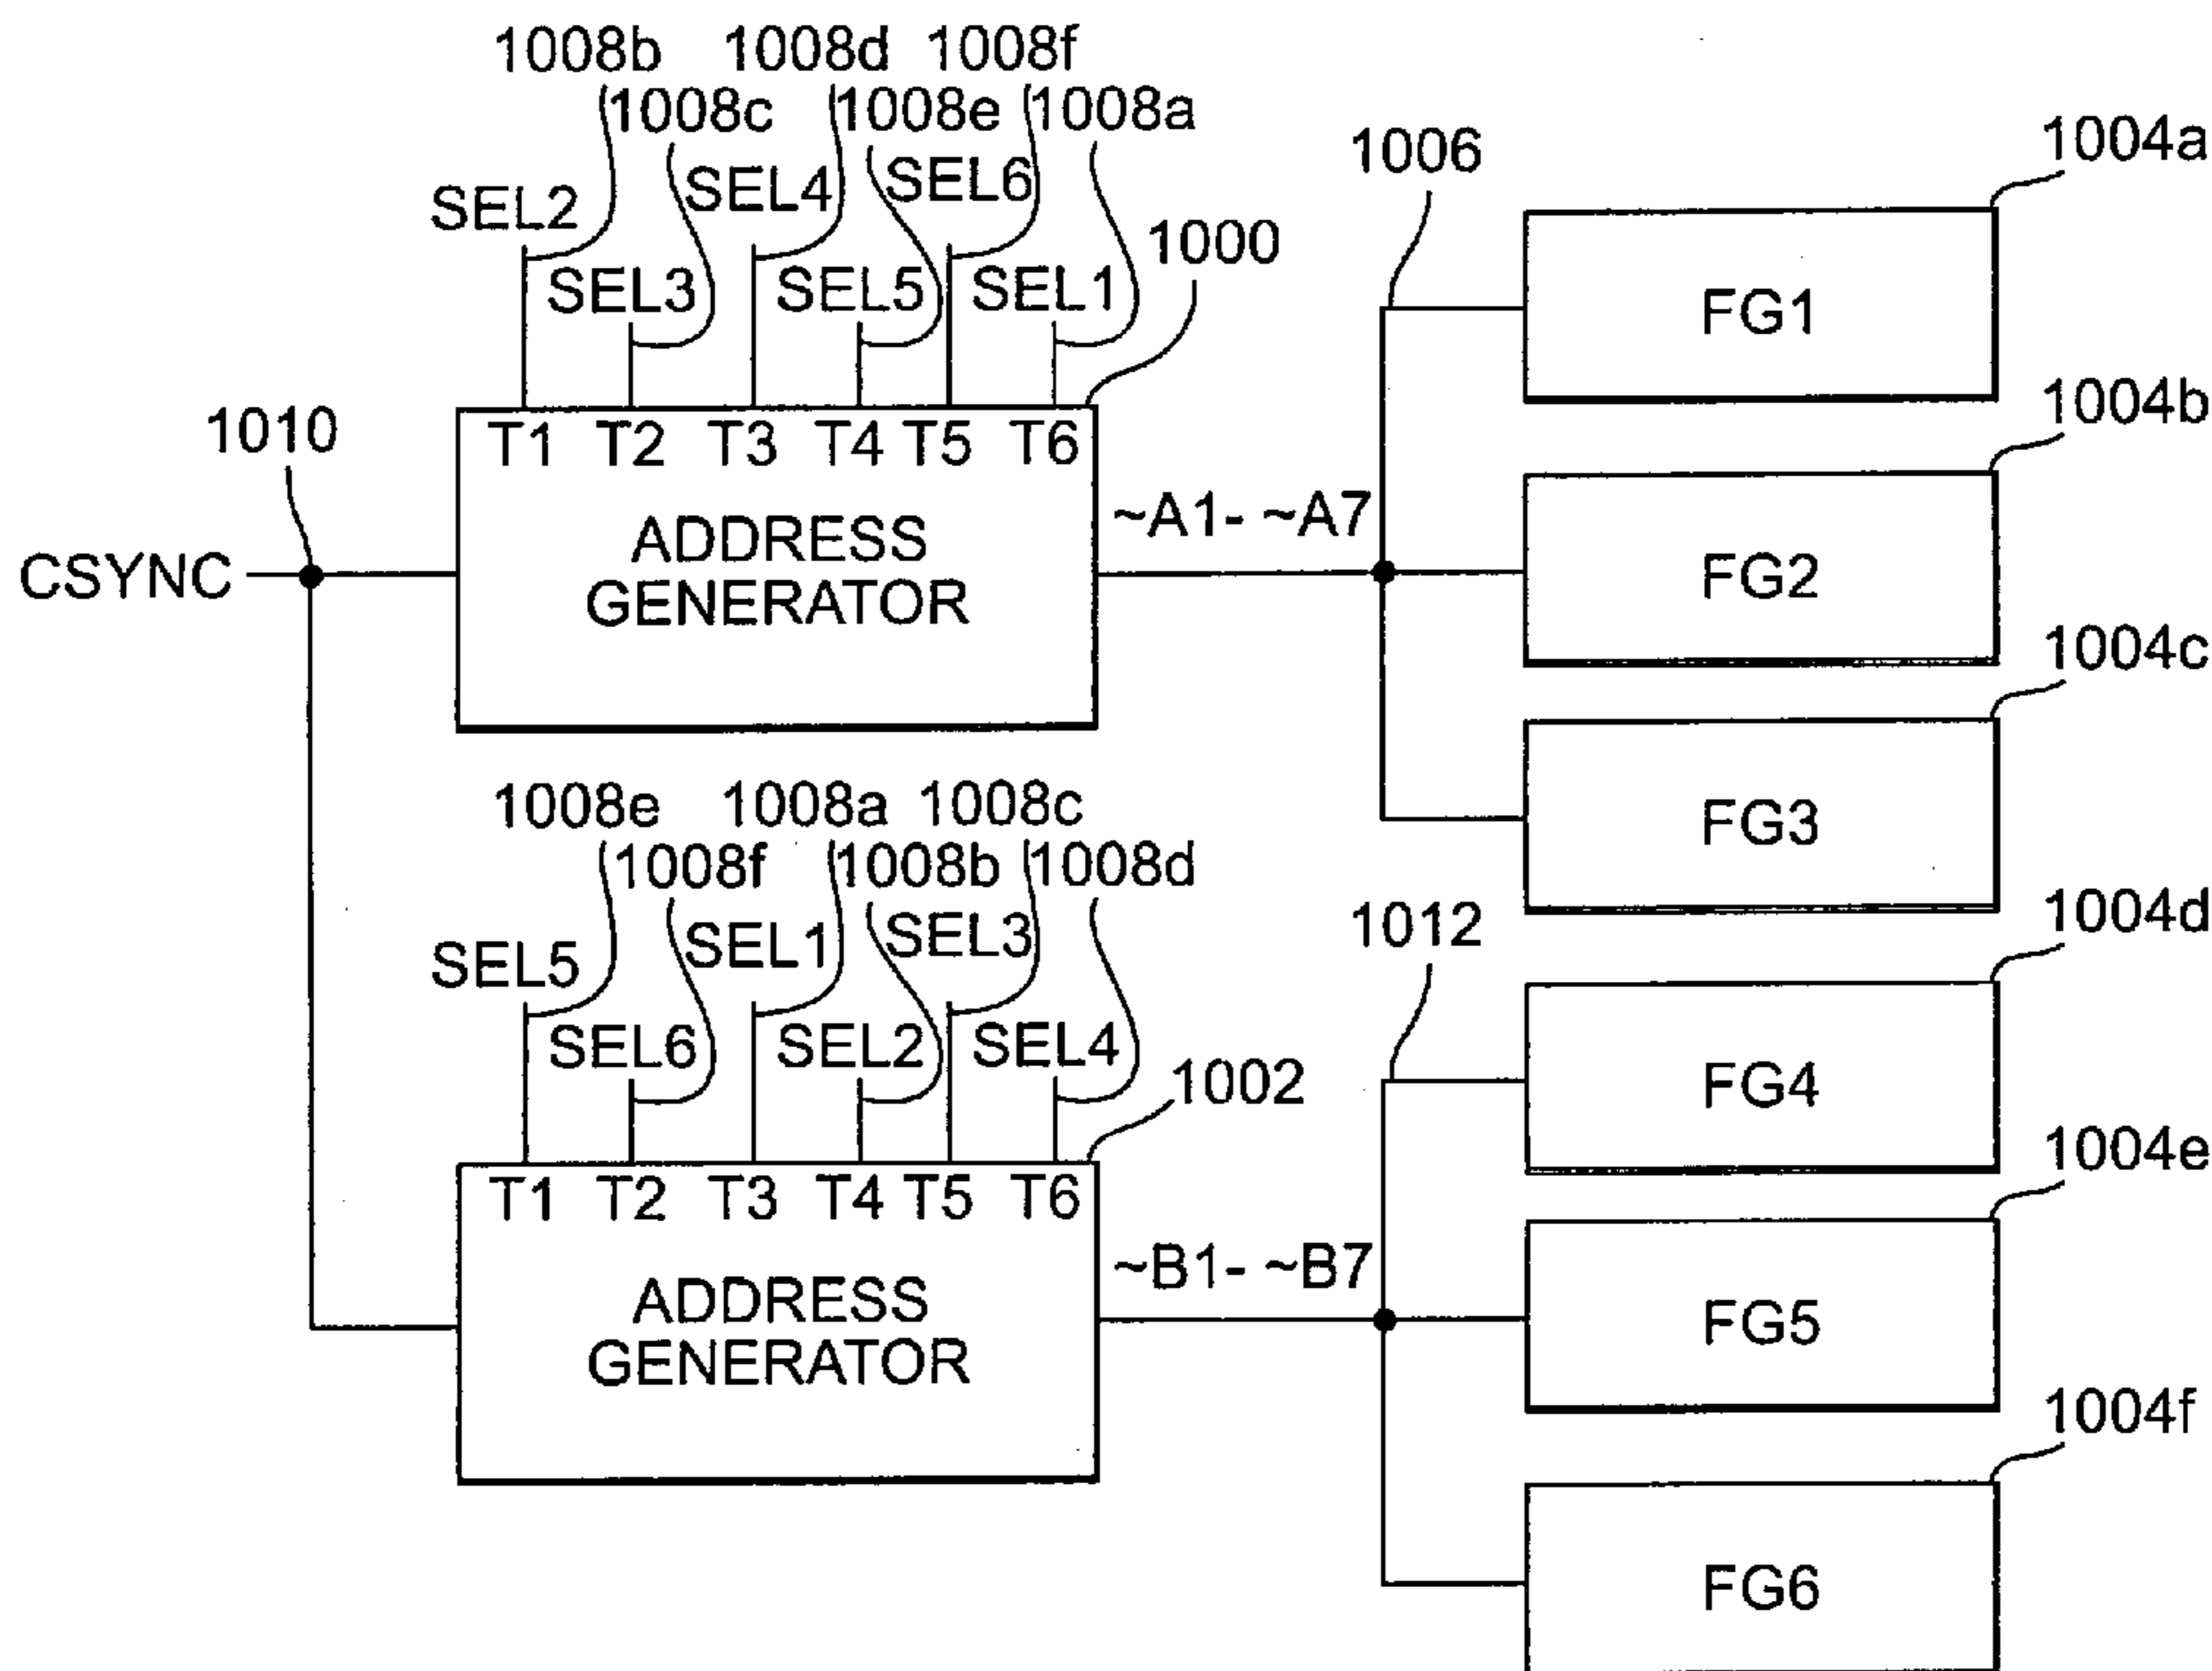 1008b 1008d 1008f
1008c 1008e 1008a
1004a
1006
SEL2 SEL4 SEL6
1000
SEL3 SEL5 SEL1
FG1
1004b
1010
T1 T2 T3 T4 T5 T6
~A1- ~A7
CSYNC
ADDRESS
GENERATOR
FG2
1004c
1008e 1008a 1008c
FG3
1008f 1008b 1008d
1004d
1012
SEL5 SEL1 SEL3
SEL6 SEL2 SEL4
1002
FG4
1004e
T1 T2 T3 T4 T5 T6
~B1- ~B7
ADDRESS
GENERATOR
FG5
1004f
FG6